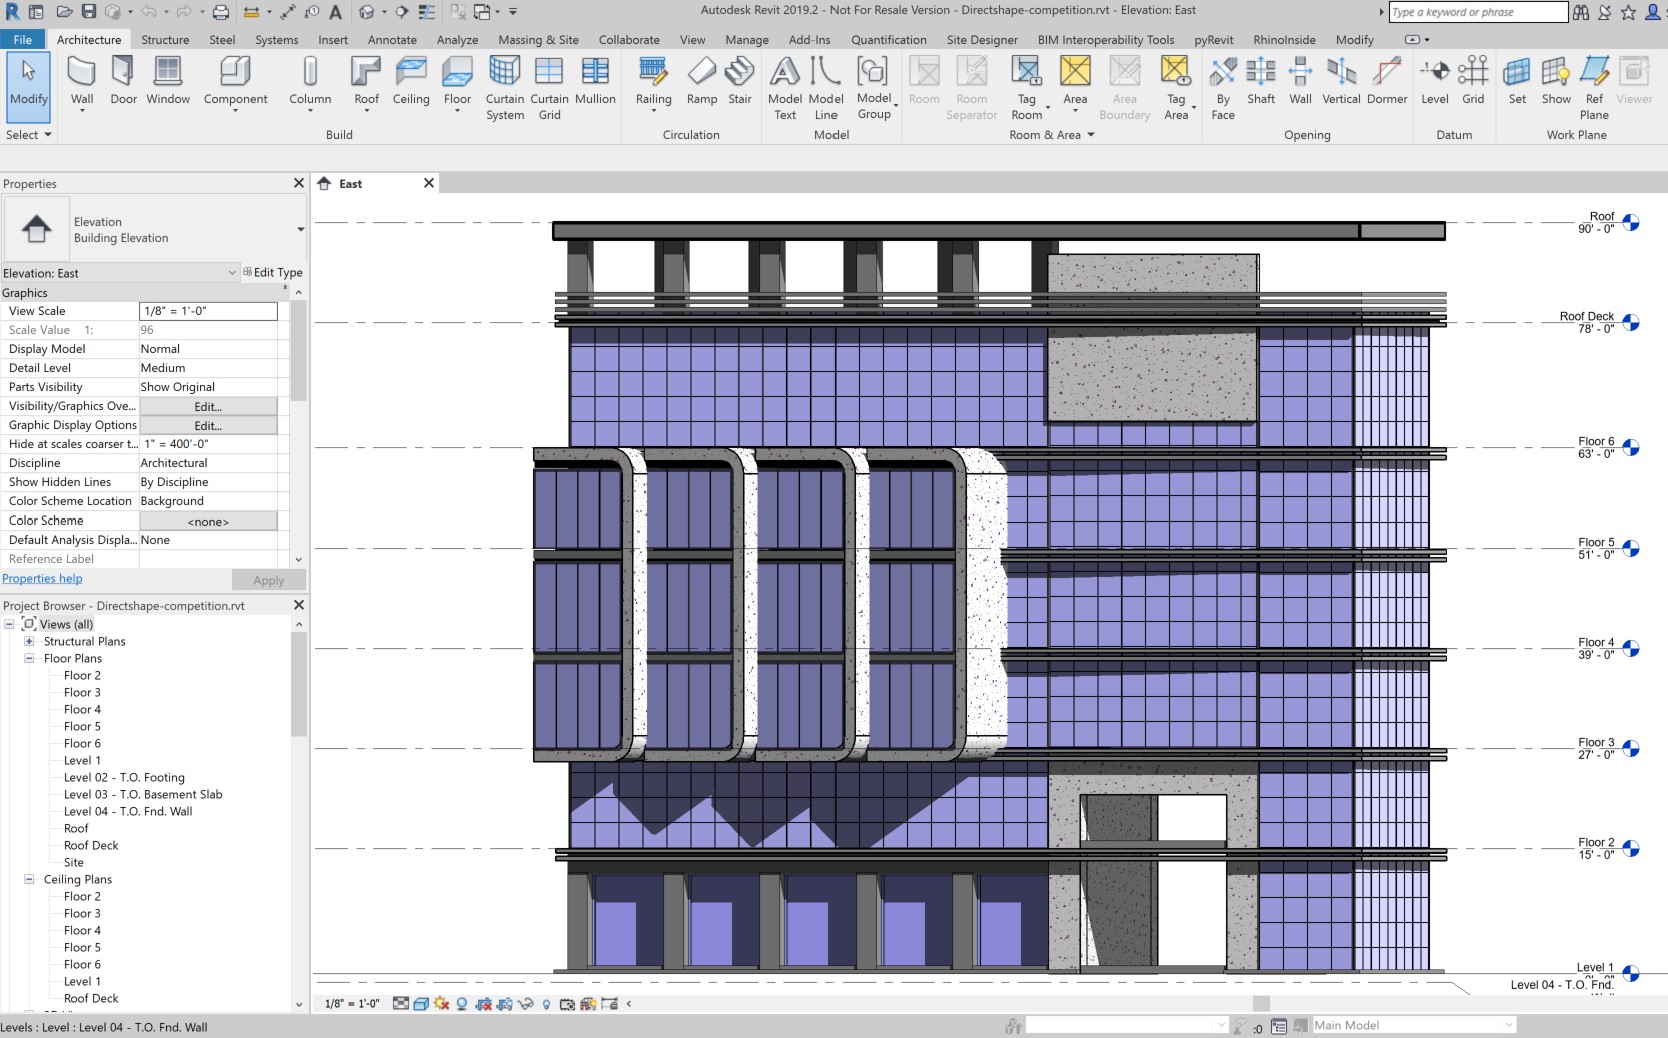 Autodesk Revit 2019.2 - Not For Resale Version - Directshape-competition.rvt - Elevation: East
Type a keyword or phrase
File Architecture Structure Steel Systems Insert Annotate Analyze Massing & Site Collaborate View Manage Add-Ins Quantification Site Designer BIM Interoperability Tools pyRevit RhinoInside Modify
Modify Wall Door Window Component Column Roof Ceiling Floor Curtain System Curtain Grid Mullion Railing Ramp Stair Model Text Model Line Model Group Room Room Separator Tag Room Area Area Boundary Tag Area By Face Shaft Wall Vertical Dormer Level Grid Set Show Ref Plane Viewer
Select Build Circulation Model Room & Area Opening Datum Work Plane
Properties
East
Elevation
Building Elevation
Elevation: East Edit Type
Graphics
View Scale 1/8" = 1'-0"
Scale Value 1: 96
Display Model Normal
Detail Level Medium
Parts Visibility Show Original
Visibility/Graphics Ove... Edit...
Graphic Display Options Edit...
Hide at scales coarser t... 1" = 400'-0"
Discipline Architectural
Show Hidden Lines By Discipline
Color Scheme Location Background
Color Scheme <none>
Default Analysis Displa... None
Reference Label
Properties help Apply
Project Browser - Directshape-competition.rvt
Views (all)
Structural Plans
Floor Plans
Floor 2
Floor 3
Floor 4
Floor 5
Floor 6
Level 1
Level 02 - T.O. Footing
Level 03 - T.O. Basement Slab
Level 04 - T.O. Fnd. Wall
Roof
Roof Deck
Site
Ceiling Plans
Floor 2
Floor 3
Floor 4
Floor 5
Floor 6
Level 1
Roof Deck
Roof
90' - 0"
Roof Deck
78' - 0"
Floor 6
63' - 0"
Floor 5
51' - 0"
Floor 4
39' - 0"
Floor 3
27' - 0"
Floor 2
15' - 0"
Level 1
Level 04 - T.O. Fnd.
1/8" = 1'-0"
Levels : Level : Level 04 - T.O. Fnd. Wall
:0
Main Model